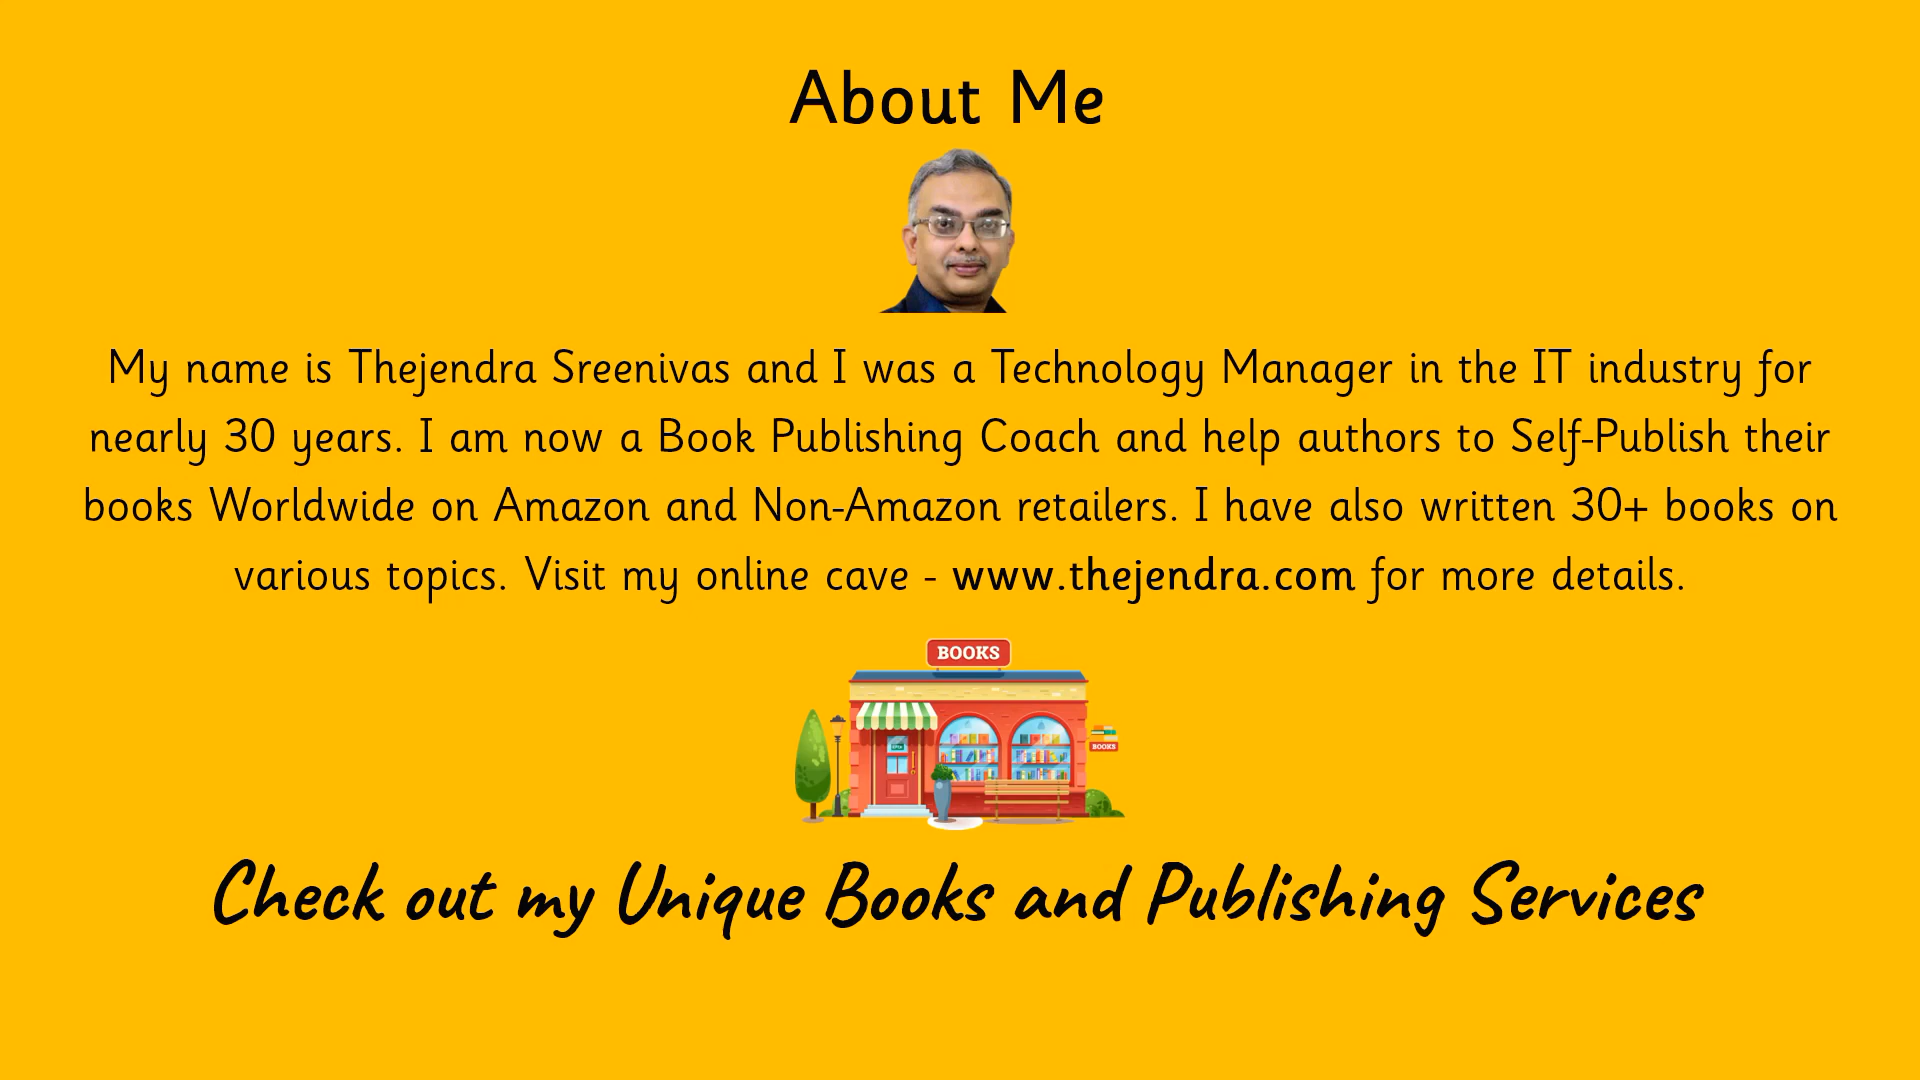 About Me
My name is Thejendra Sreenivas and I was a Technology Manager in the IT industry for
nearly 30 years. I am now a Book Publishing Coach and help authors to Self-Publish their
books Worldwide on Amazon and Non-Amazon retailers. I have also written 30+ books on
various topics. Visit my online cave - www.thejendra.com for more details.
BOOKS
BOOKS
Check out my Unique Books and Publishing Services